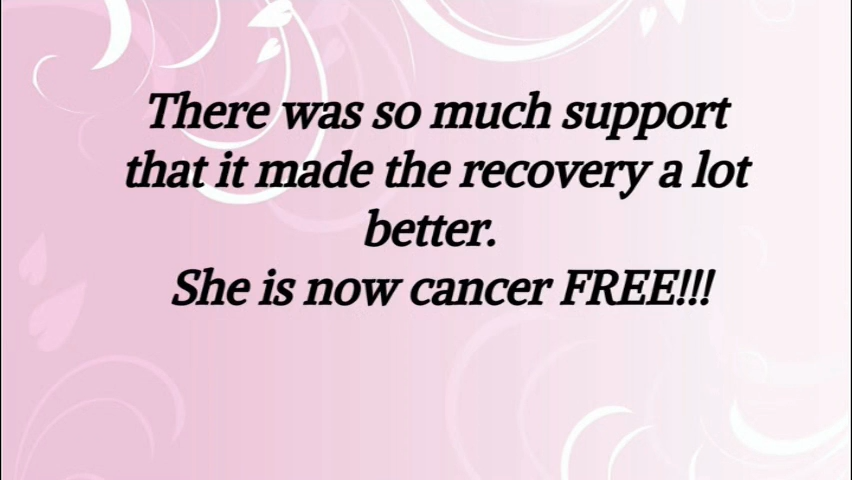 There was so much support
that it made the recovery a lot
better.
She is now cancer FREE!!!